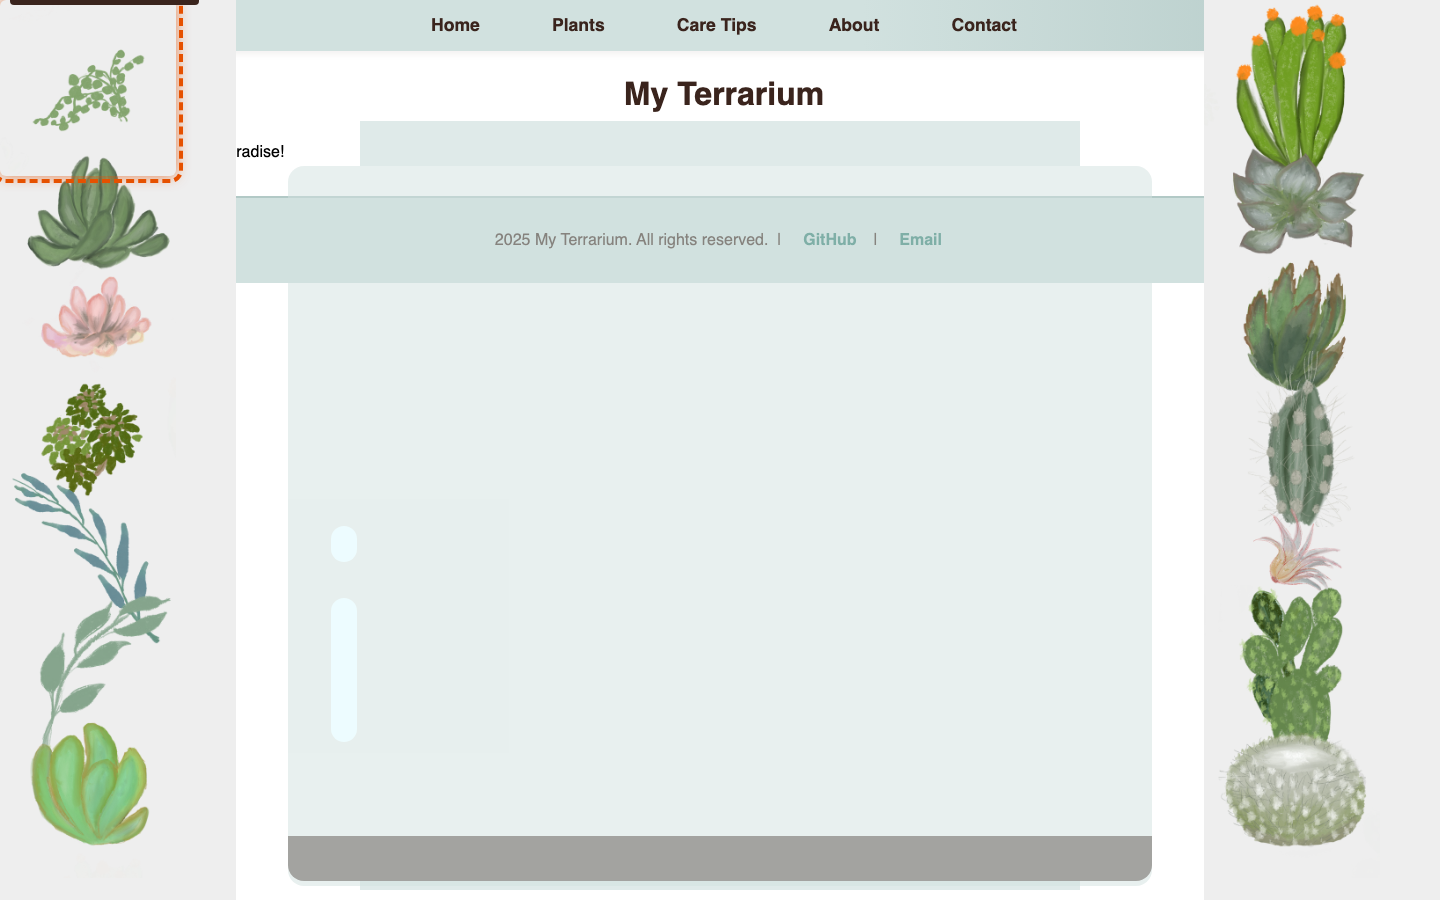 Home Plants Care Tips About Contact
My Terrarium
radise!
2025 My Terrarium. All rights reserved. | GitHub | Email